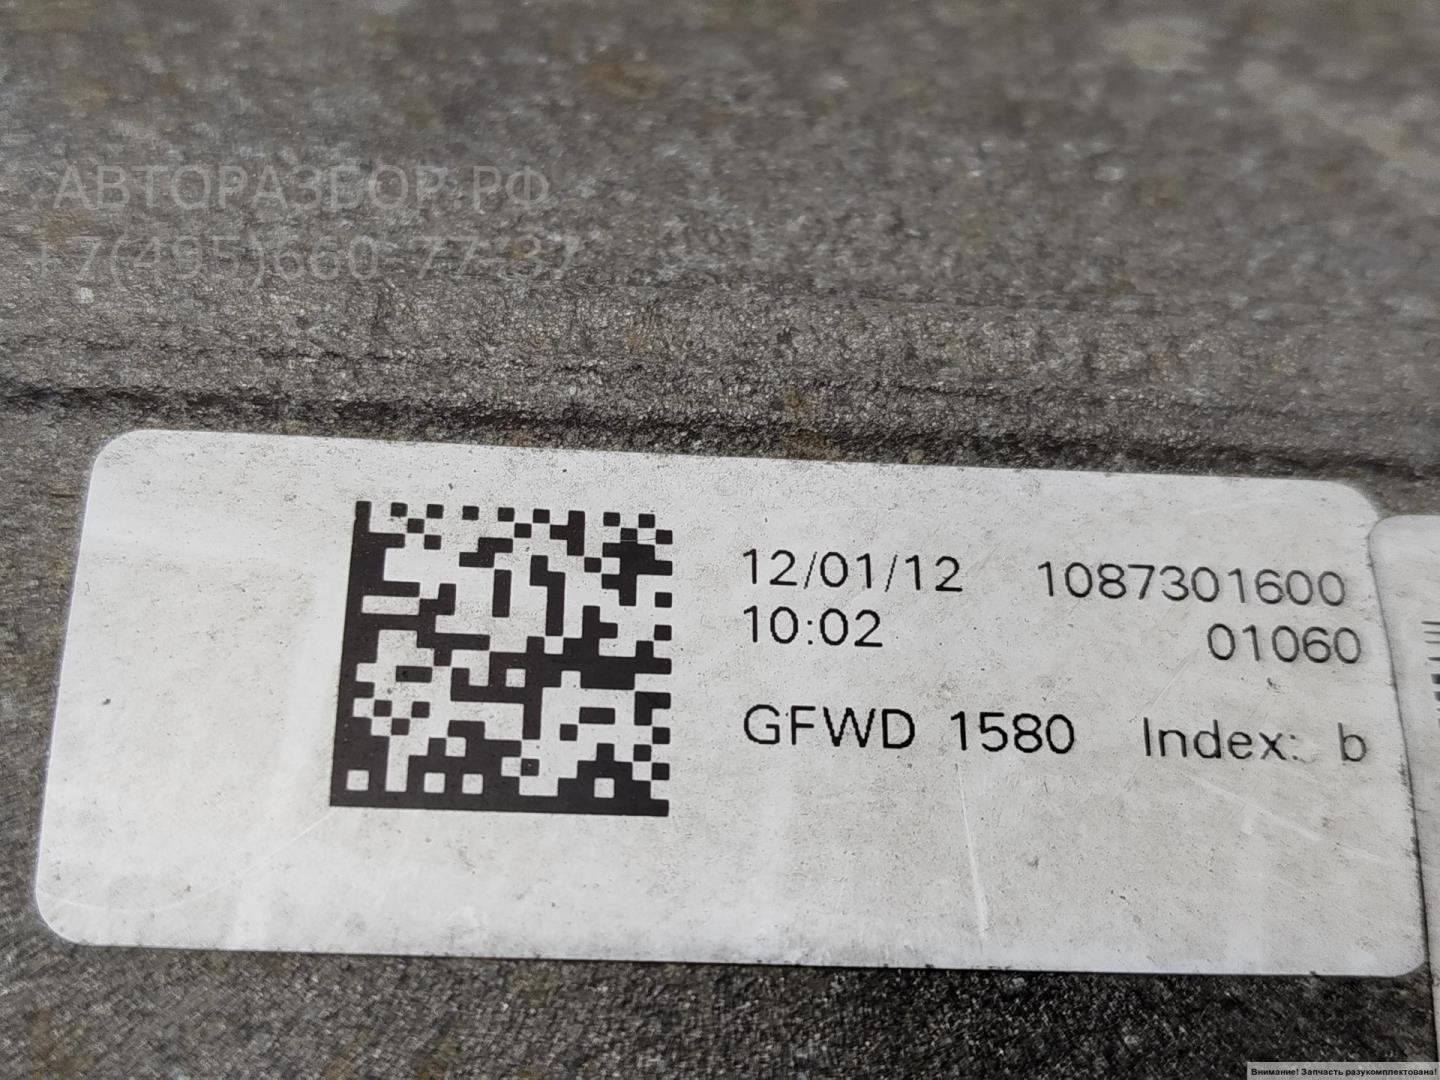 АВТОРАЗБОР.РФ
+7(495)660-77-37
12/01/12 1087301600
10:02 01060
GFWD 1580 Index: b
Внимание! Запчасть разукомплектована!